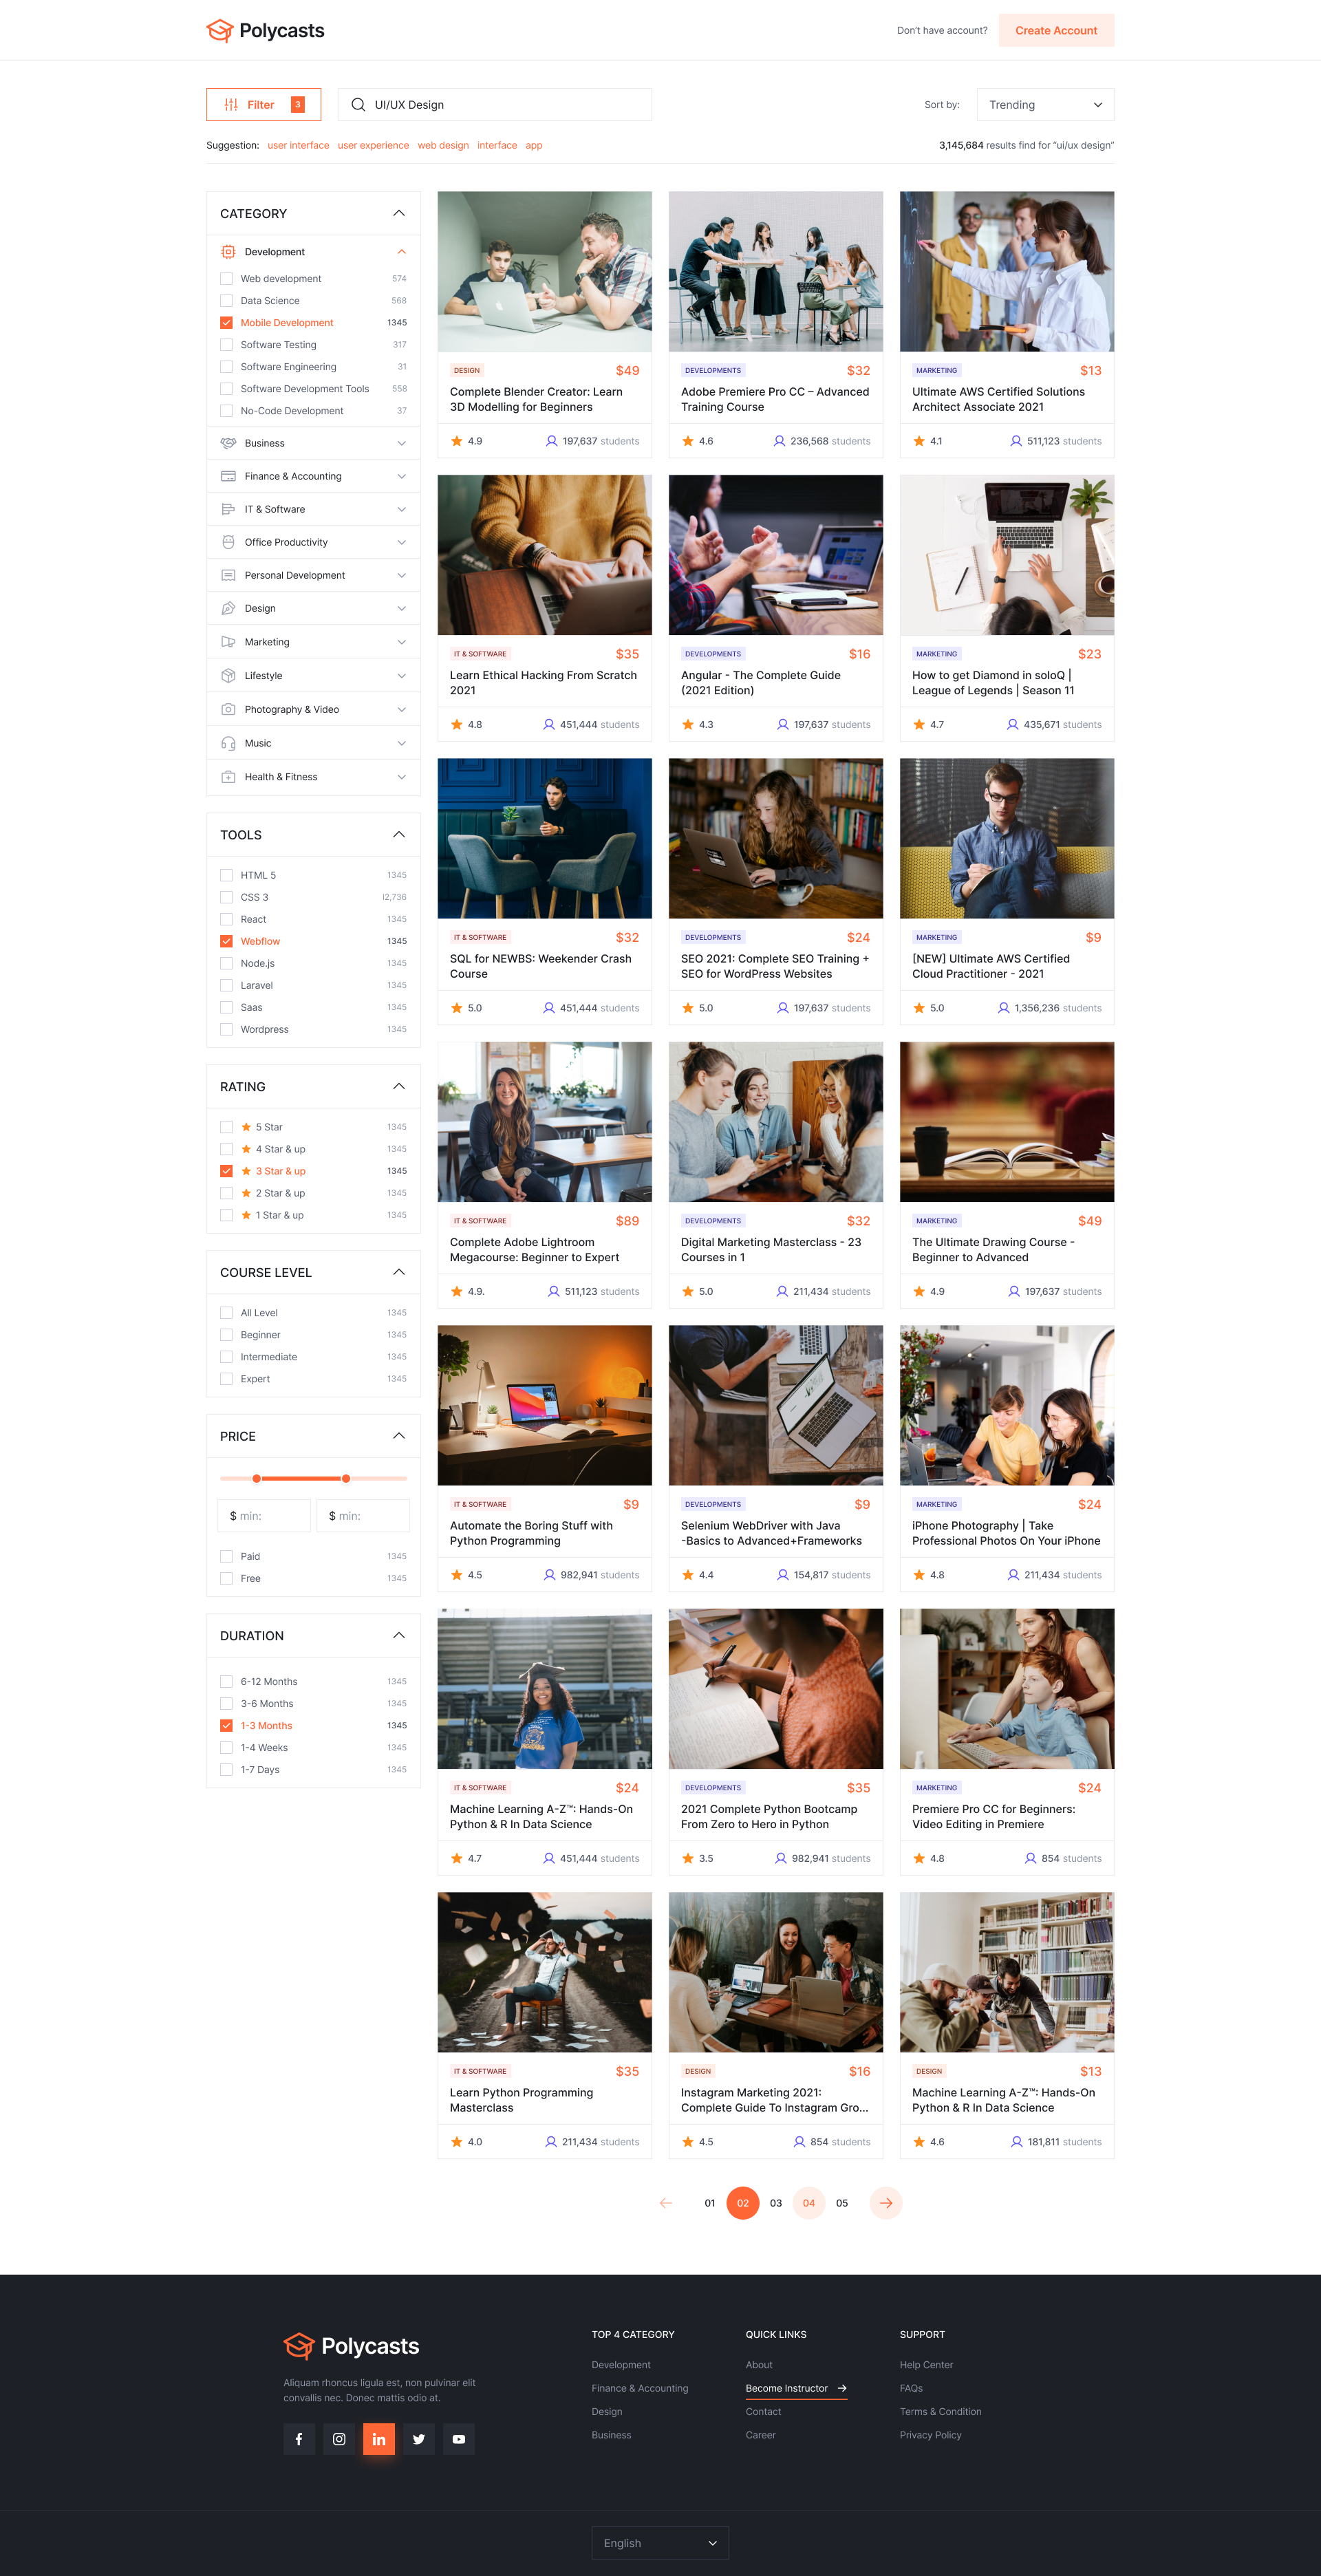 Polycasts
Don't have account?
Create Account
Filter
3
UI/UX Design
Sort by:
Trending
Suggestion: user interface user experience web design interface app
3,145,684 results find for "ui/ux design"
CATEGORY
Development
Web development 574
Data Science 568
Mobile Development 1345
Software Testing 317
Software Engineering 31
Software Development Tools 558
No-Code Development 37
Business
Finance & Accounting
IT & Software
Office Productivity
Personal Development
Design
Marketing
Lifestyle
Photography & Video
Music
Health & Fitness
TOOLS
HTML 5 1345
CSS 3 12,736
React 1345
Webflow 1345
Node.js 1345
Laravel 1345
Saas 1345
Wordpress 1345
RATING
5 Star 1345
4 Star & up 1345
3 Star & up 1345
2 Star & up 1345
1 Star & up 1345
COURSE LEVEL
All Level 1345
Beginner 1345
Intermediate 1345
Expert 1345
PRICE
$ min:
$ min:
Paid 1345
Free 1345
DURATION
6-12 Months 1345
3-6 Months 1345
1-3 Months 1345
1-4 Weeks 1345
1-7 Days 1345
DESIGN $49
Complete Blender Creator: Learn
3D Modelling for Beginners
4.9 197,637 students
DEVELOPMENTS $32
Adobe Premiere Pro CC – Advanced
Training Course
4.6 236,568 students
MARKETING $13
Ultimate AWS Certified Solutions
Architect Associate 2021
4.1 511,123 students
IT & SOFTWARE $35
Learn Ethical Hacking From Scratch
2021
4.8 451,444 students
DEVELOPMENTS $16
Angular - The Complete Guide
(2021 Edition)
4.3 197,637 students
MARKETING $23
How to get Diamond in soloQ |
League of Legends | Season 11
4.7 435,671 students
IT & SOFTWARE $32
SQL for NEWBS: Weekender Crash
Course
5.0 451,444 students
DEVELOPMENTS $24
SEO 2021: Complete SEO Training +
SEO for WordPress Websites
5.0 197,637 students
MARKETING $9
[NEW] Ultimate AWS Certified
Cloud Practitioner - 2021
5.0 1,356,236 students
IT & SOFTWARE $89
Complete Adobe Lightroom
Megacourse: Beginner to Expert
4.9. 511,123 students
DEVELOPMENTS $32
Digital Marketing Masterclass - 23
Courses in 1
5.0 211,434 students
MARKETING $49
The Ultimate Drawing Course -
Beginner to Advanced
4.9 197,637 students
IT & SOFTWARE $9
Automate the Boring Stuff with
Python Programming
4.5 982,941 students
DEVELOPMENTS $9
Selenium WebDriver with Java
-Basics to Advanced+Frameworks
4.4 154,817 students
MARKETING $24
iPhone Photography | Take
Professional Photos On Your iPhone
4.8 211,434 students
IT & SOFTWARE $24
Machine Learning A-Z™: Hands-On
Python & R In Data Science
4.7 451,444 students
DEVELOPMENTS $35
2021 Complete Python Bootcamp
From Zero to Hero in Python
3.5 982,941 students
MARKETING $24
Premiere Pro CC for Beginners:
Video Editing in Premiere
4.8 854 students
IT & SOFTWARE $35
Learn Python Programming
Masterclass
4.0 211,434 students
DESIGN $16
Instagram Marketing 2021:
Complete Guide To Instagram Gro...
4.5 854 students
DESIGN $13
Machine Learning A-Z™: Hands-On
Python & R In Data Science
4.6 181,811 students
01 02 03 04 05
Polycasts
Aliquam rhoncus ligula est, non pulvinar elit
convallis nec. Donec mattis odio at.
TOP 4 CATEGORY
Development
Finance & Accounting
Design
Business
QUICK LINKS
About
Become Instructor
Contact
Career
SUPPORT
Help Center
FAQs
Terms & Condition
Privacy Policy
English